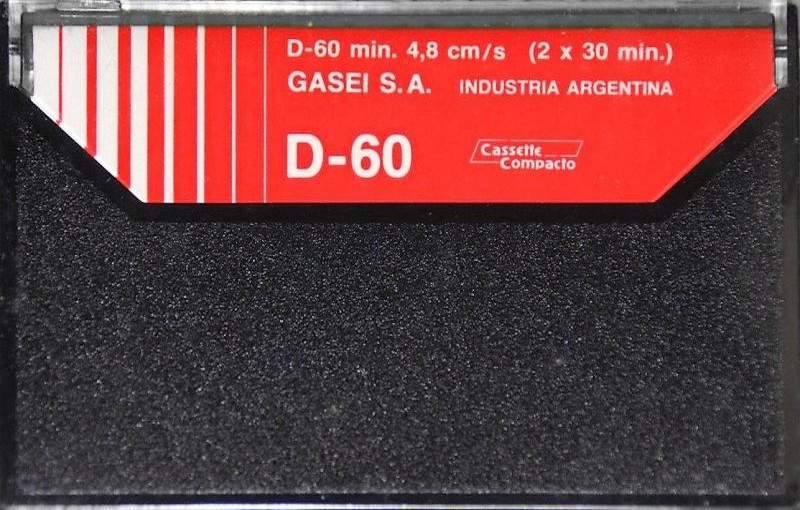 D-60 min. 4,8 cm/s (2 x 30 min.)
GASEI S.A. INDUSTRIA ARGENTINA
D-60
Cassette
Compacto